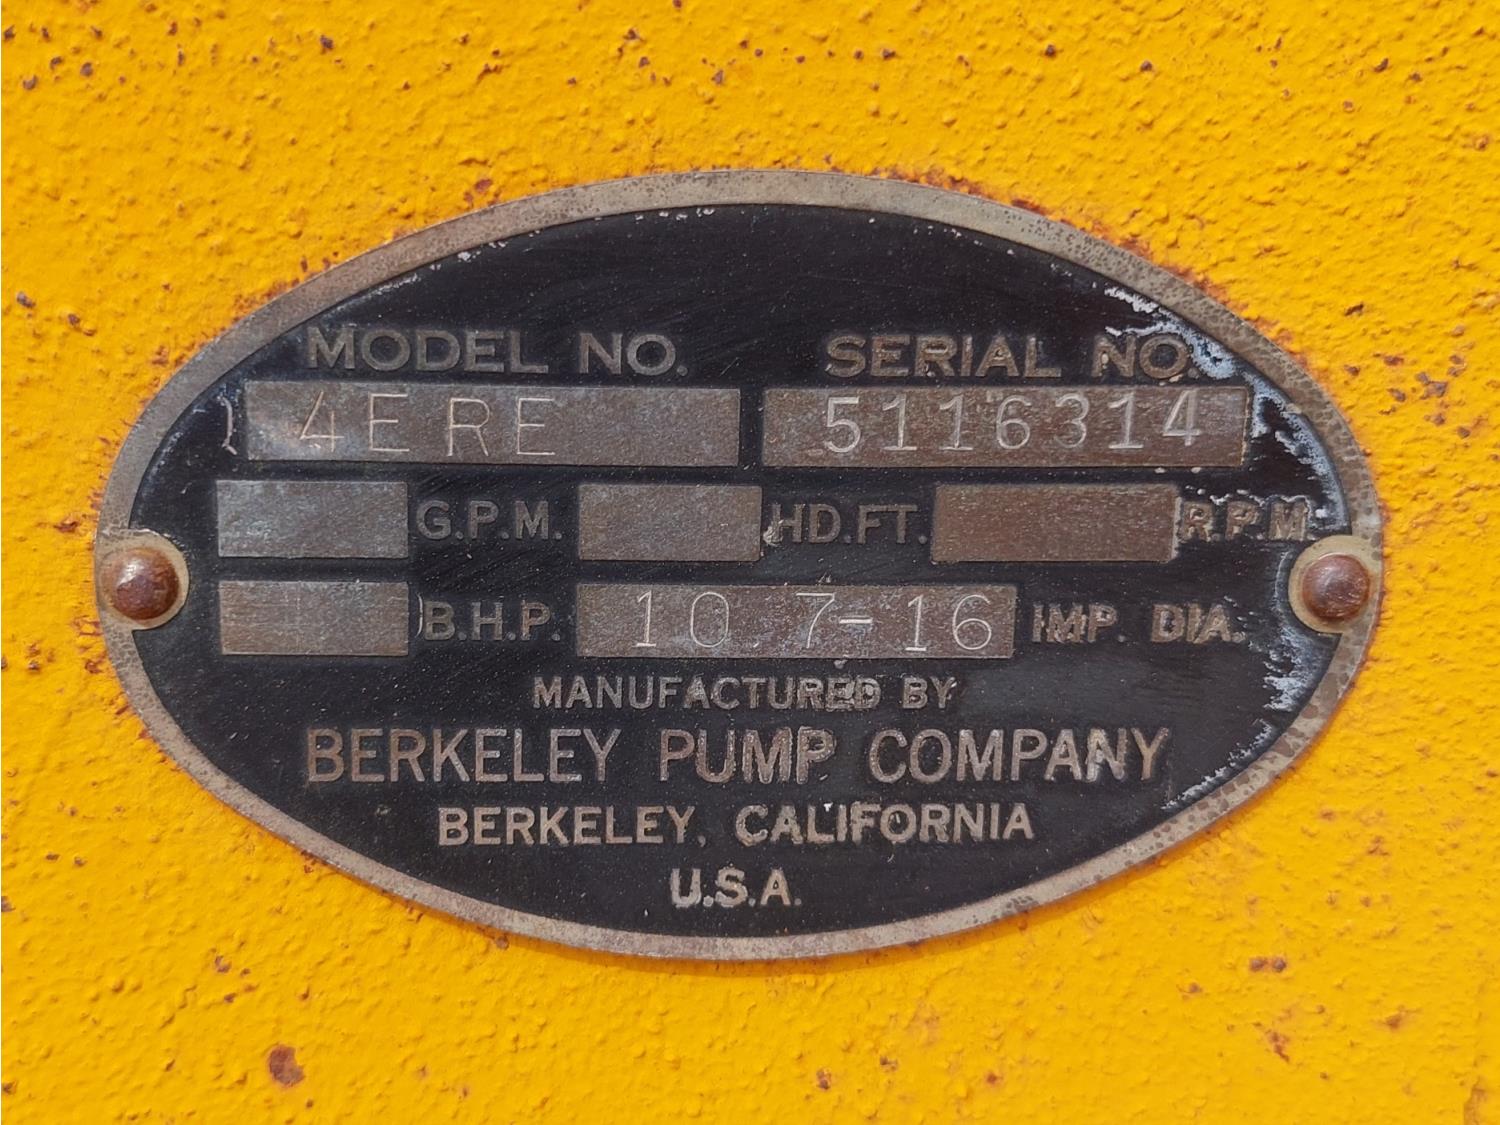 MODEL NO. SERIAL NO.
4ERE 5116314
G.P.M. HD.FT. R.P.M.
B.H.P. 10 7-16 IMP. DIA.
MANUFACTURED BY
BERKELEY PUMP COMPANY
BERKELEY, CALIFORNIA
U.S.A.